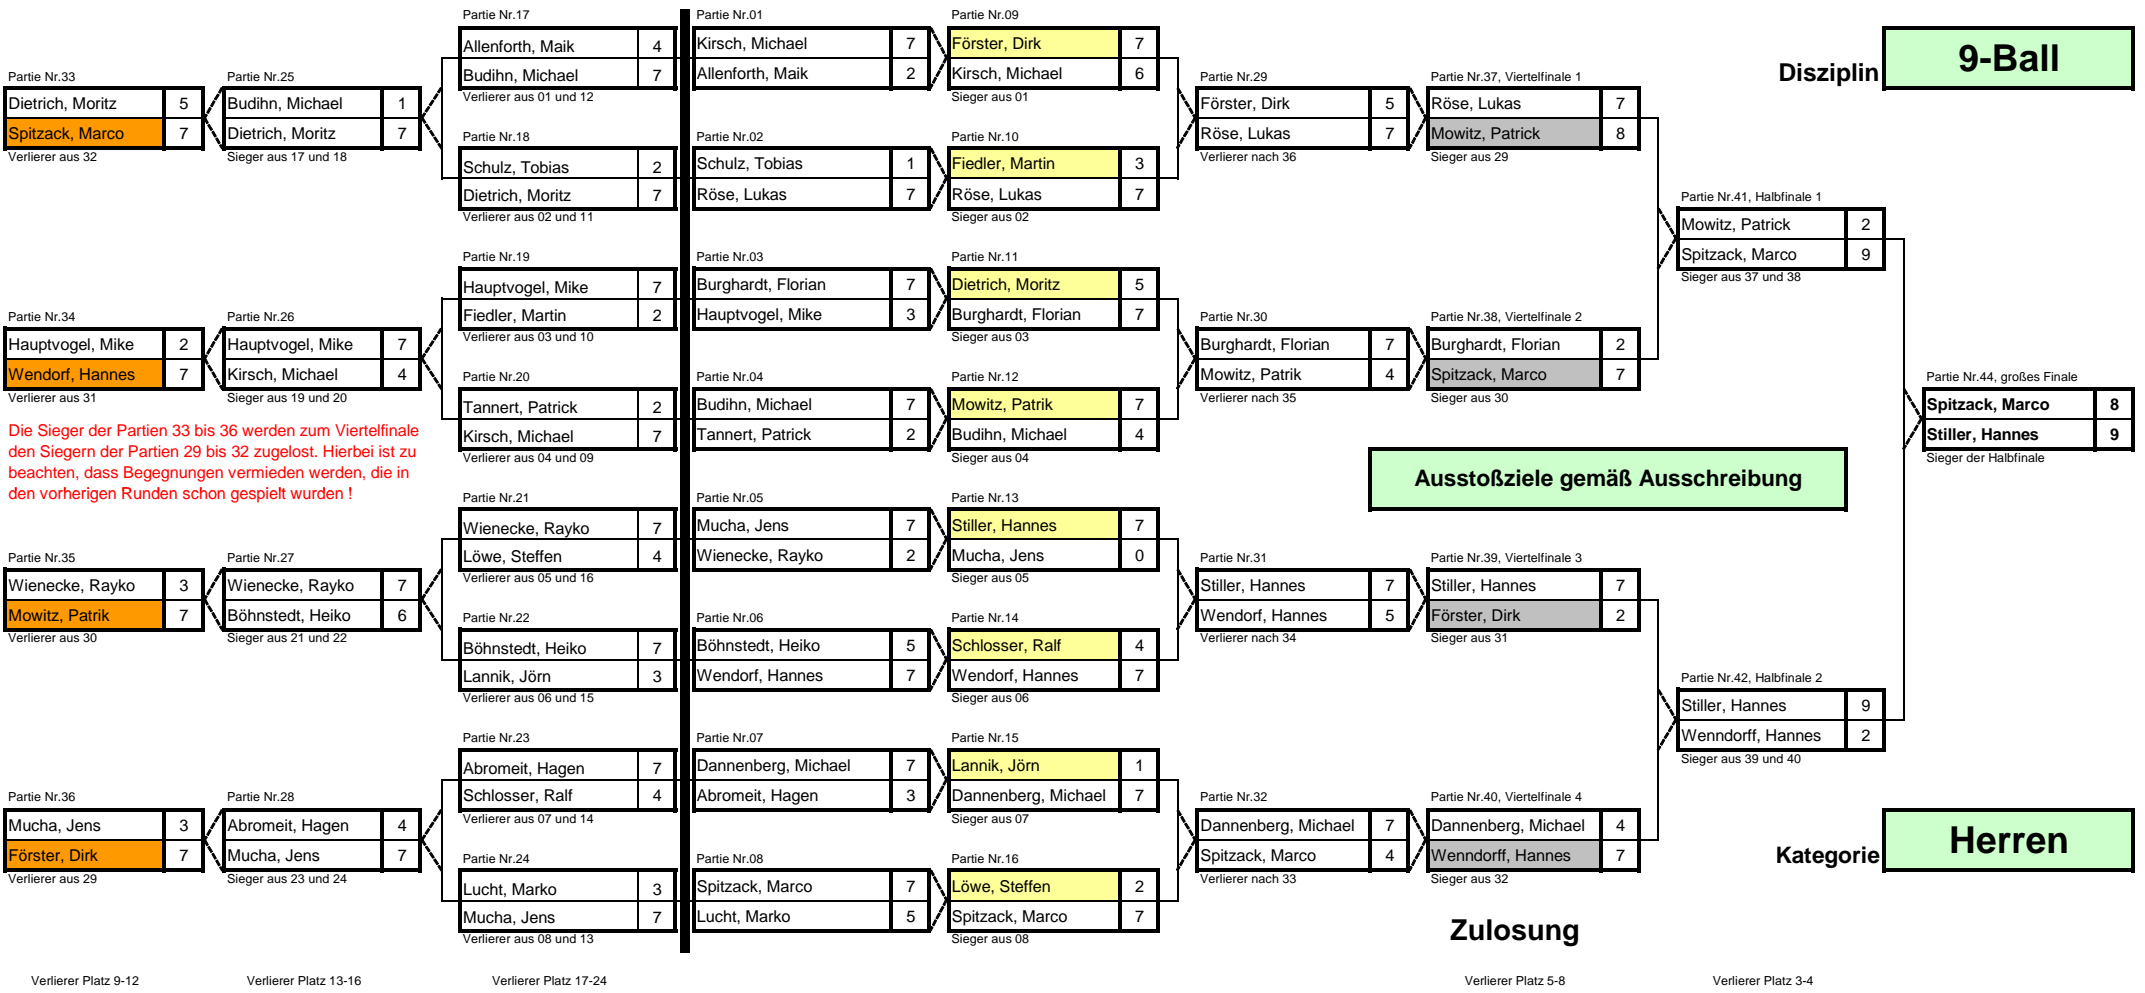 Partie Nr.33
Dietrich, Moritz 5
Spitzack, Marco 7
Verlierer aus 32
Partie Nr.34
Hauptvogel, Mike 2
Wendorf, Hannes 7
Verlierer aus 31
Die Sieger der Partien 33 bis 36 werden zum Viertelfinale
den Siegern der Partien 29 bis 32 zugelost. Hierbei ist zu
beachten, dass Begegnungen vermieden werden, die in
den vorherigen Runden schon gespielt wurden !
Partie Nr.35
Wienecke, Rayko 3
Mowitz, Patrik 7
Verlierer aus 30
Partie Nr.36
Mucha, Jens 3
Förster, Dirk 7
Verlierer aus 29
Verlierer Platz 9-12
Partie Nr.25
Budihn, Michael 1
Dietrich, Moritz 7
Sieger aus 17 und 18
Partie Nr.26
Hauptvogel, Mike 7
Kirsch, Michael 4
Sieger aus 19 und 20
Partie Nr.27
Wienecke, Rayko 7
Böhnstedt, Heiko 6
Sieger aus 21 und 22
Partie Nr.28
Abromeit, Hagen 4
Mucha, Jens 7
Sieger aus 23 und 24
Verlierer Platz 13-16
Partie Nr.17
Allenforth, Maik 4
Budihn, Michael 7
Verlierer aus 01 und 12
Partie Nr.18
Schulz, Tobias 2
Dietrich, Moritz 7
Verlierer aus 02 und 11
Partie Nr.19
Hauptvogel, Mike 7
Fiedler, Martin 2
Verlierer aus 03 und 10
Partie Nr.20
Tannert, Patrick 2
Kirsch, Michael 7
Verlierer aus 04 und 09
Partie Nr.21
Wienecke, Rayko 7
Löwe, Steffen 4
Verlierer aus 05 und 16
Partie Nr.22
Böhnstedt, Heiko 7
Lannik, Jörn 3
Verlierer aus 06 und 15
Partie Nr.23
Abromeit, Hagen 7
Schlosser, Ralf 4
Verlierer aus 07 und 14
Partie Nr.24
Lucht, Marko 3
Mucha, Jens 7
Verlierer aus 08 und 13
Verlierer Platz 17-24
Partie Nr.01
Kirsch, Michael 7
Allenforth, Maik 2
Partie Nr.02
Schulz, Tobias 1
Röse, Lukas 7
Partie Nr.03
Burghardt, Florian 7
Hauptvogel, Mike 3
Partie Nr.04
Budihn, Michael 7
Tannert, Patrick 2
Partie Nr.05
Mucha, Jens 7
Wienecke, Rayko 2
Partie Nr.06
Böhnstedt, Heiko 5
Wendorf, Hannes 7
Partie Nr.07
Dannenberg, Michael 7
Abromeit, Hagen 3
Partie Nr.08
Spitzack, Marco 7
Lucht, Marko 5
Partie Nr.09
Förster, Dirk 7
Kirsch, Michael 6
Sieger aus 01
Partie Nr.10
Fiedler, Martin 3
Röse, Lukas 7
Sieger aus 02
Partie Nr.11
Dietrich, Moritz 5
Burghardt, Florian 7
Sieger aus 03
Partie Nr.12
Mowitz, Patrik 7
Budihn, Michael 4
Sieger aus 04
Partie Nr.13
Stiller, Hannes 7
Mucha, Jens 0
Sieger aus 05
Partie Nr.14
Schlosser, Ralf 4
Wendorf, Hannes 7
Sieger aus 06
Partie Nr.15
Lannik, Jörn 1
Dannenberg, Michael 7
Sieger aus 07
Partie Nr.16
Löwe, Steffen 2
Spitzack, Marco 7
Sieger aus 08
Partie Nr.29
Förster, Dirk 5
Röse, Lukas 7
Verlierer nach 36
Partie Nr.30
Burghardt, Florian 7
Mowitz, Patrik 4
Verlierer nach 35
Partie Nr.31
Stiller, Hannes 7
Wendorf, Hannes 5
Verlierer nach 34
Partie Nr.32
Dannenberg, Michael 7
Spitzack, Marco 4
Verlierer nach 33
Partie Nr.37, Viertelfinale 1
Röse, Lukas 7
Mowitz, Patrick 8
Sieger aus 29
Partie Nr.38, Viertelfinale 2
Burghardt, Florian 2
Spitzack, Marco 7
Sieger aus 30
Ausstoßziele gemäß Ausschreibung
Partie Nr.39, Viertelfinale 3
Stiller, Hannes 7
Förster, Dirk 2
Sieger aus 31
Partie Nr.40, Viertelfinale 4
Dannenberg, Michael 4
Wenndorff, Hannes 7
Sieger aus 32
Zulosung
Verlierer Platz 5-8
Disziplin 9-Ball
Partie Nr.41, Halbfinale 1
Mowitz, Patrick 2
Spitzack, Marco 9
Sieger aus 37 und 38
Partie Nr.42, Halbfinale 2
Stiller, Hannes 9
Wenndorff, Hannes 2
Sieger aus 39 und 40
Partie Nr.44, großes Finale
Spitzack, Marco 8
Stiller, Hannes 9
Sieger der Halbfinale
Kategorie Herren
Verlierer Platz 3-4